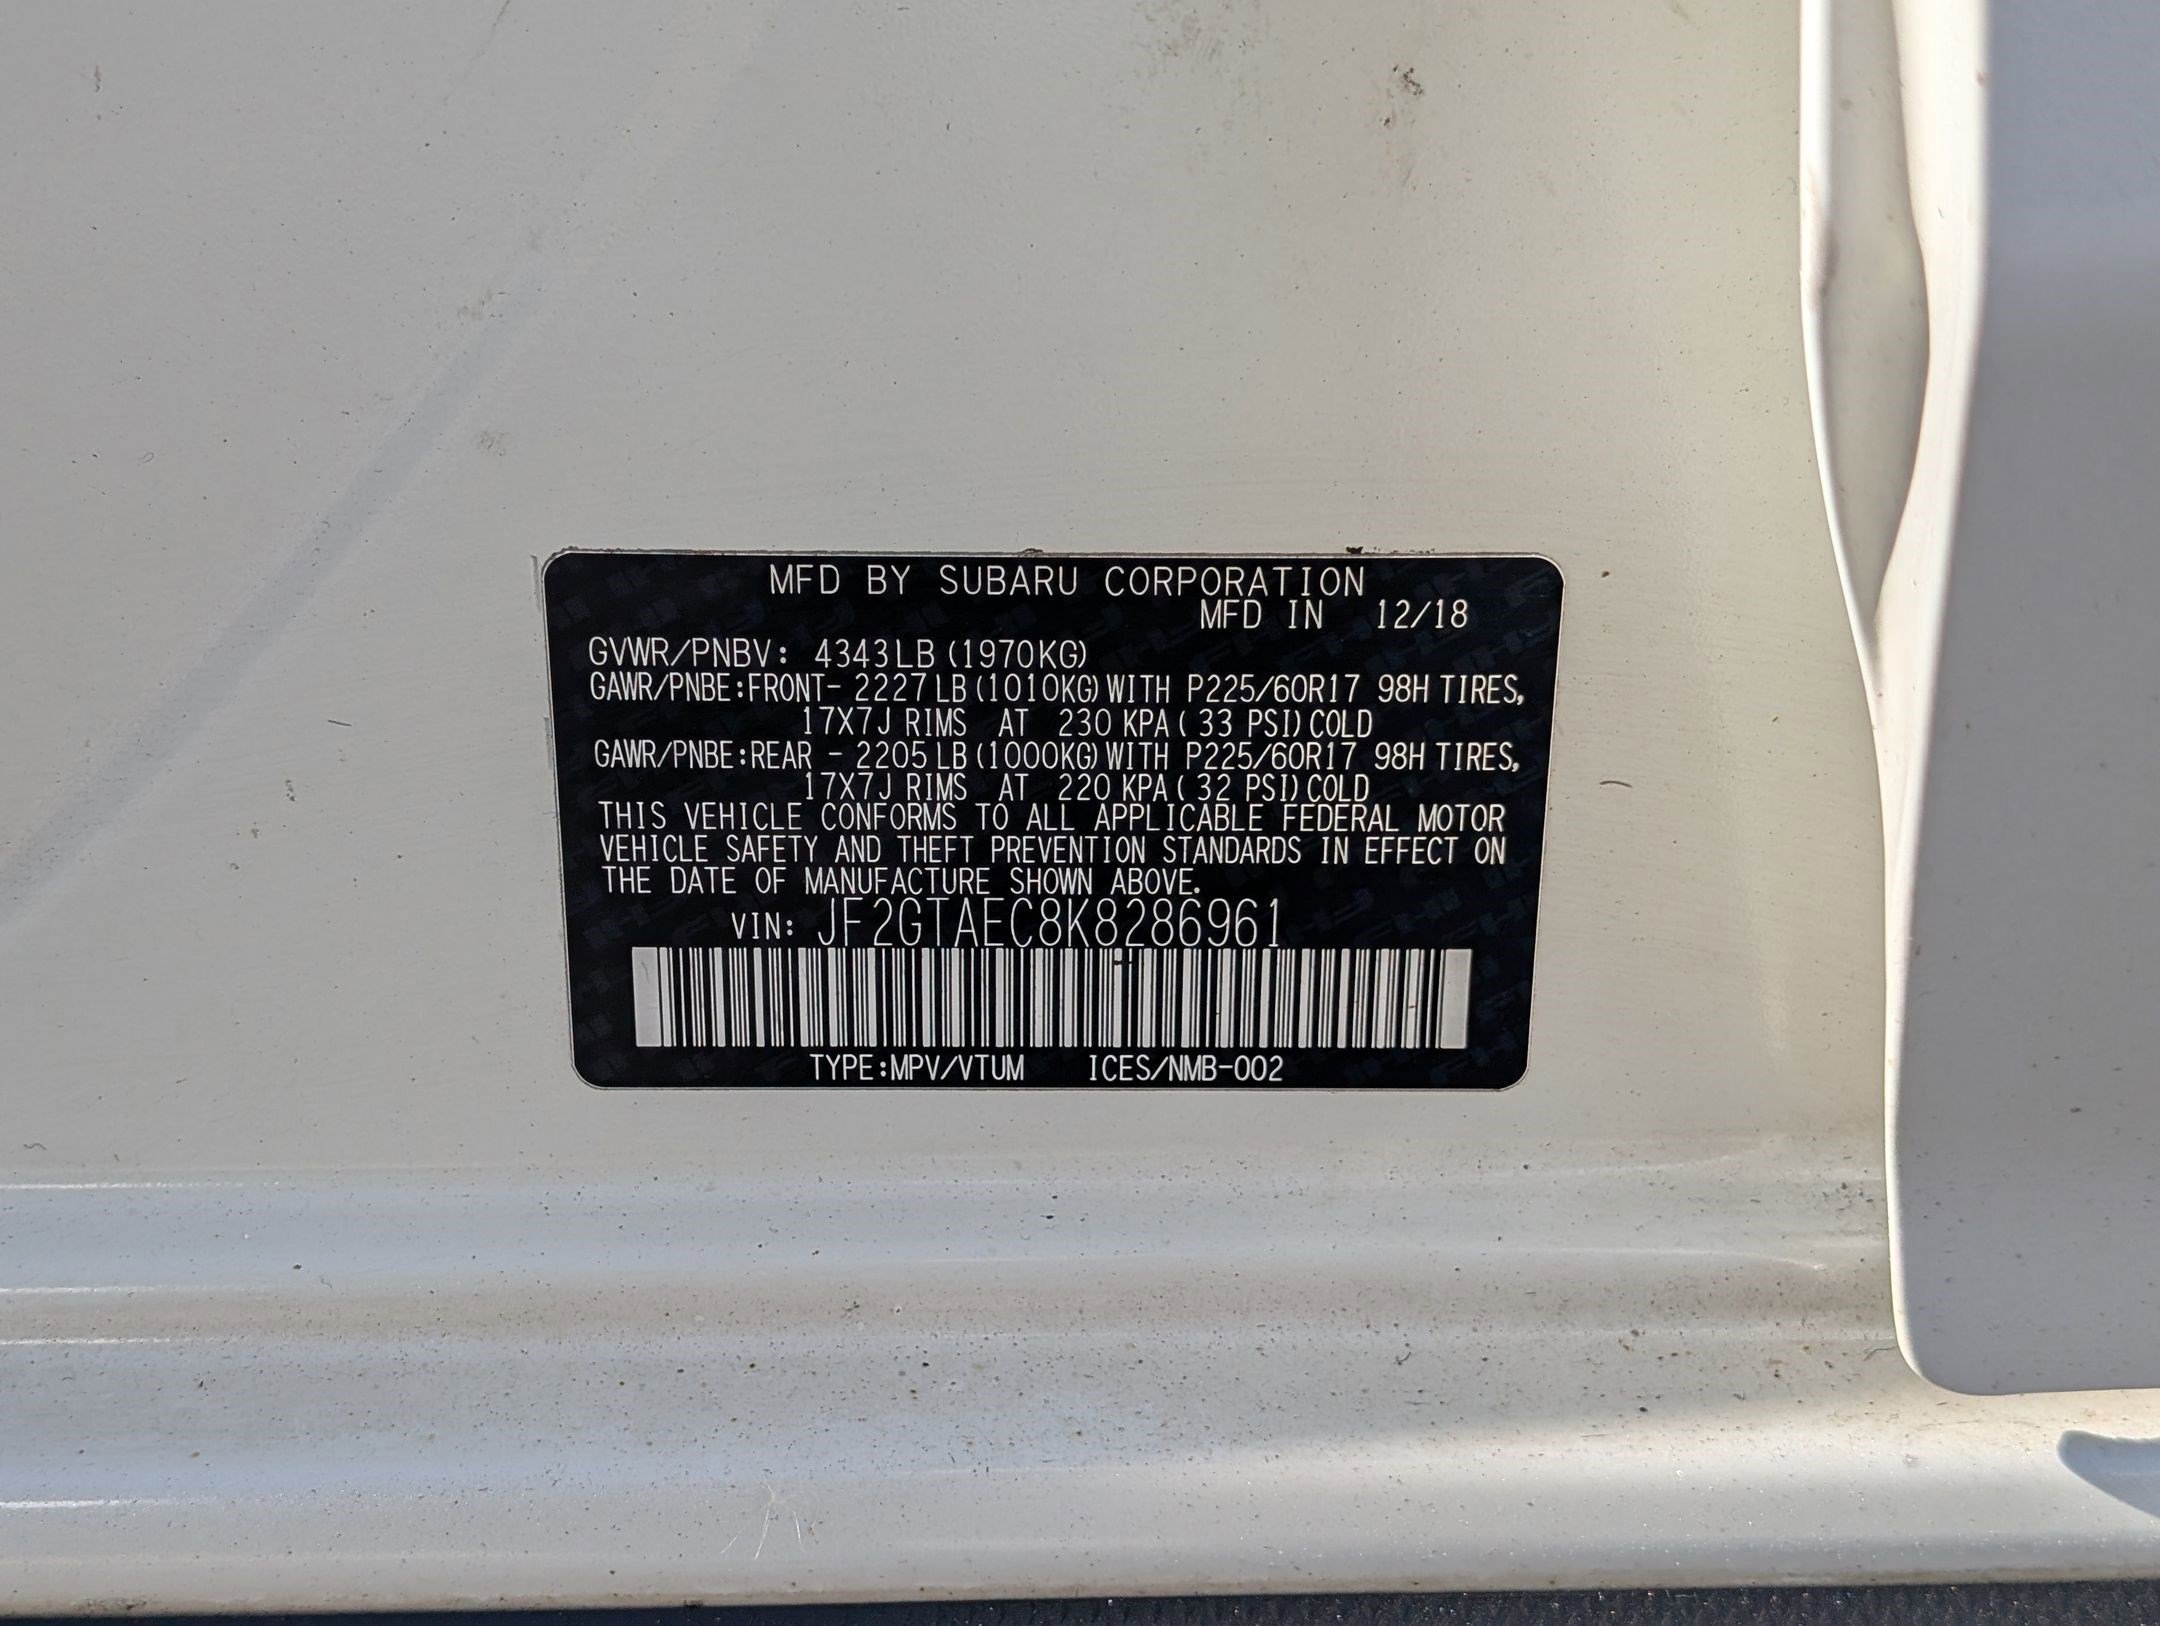 MFD BY SUBARU CORPORATION
MFD IN 12/18
GVWR/PNBV: 4343LB (1970KG)
GAWR/PNBE:FRONT- 2227LB (1010KG) WITH P225/60R17 98H TIRES,
17X7J RIMS AT 230 KPA( 33 PSI) COLD
GAWR/PNBE:REAR - 2205LB (1000KG) WITH P225/60R17 98H TIRES,
17X7J RIMS AT 220 KPA( 32 PSI) COLD
THIS VEHICLE CONFORMS TO ALL APPLICABLE FEDERAL MOTOR
VEHICLE SAFETY AND THEFT PREVENTION STANDARDS IN EFFECT ON
THE DATE OF MANUFACTURE SHOWN ABOVE.
VIN: JF2GTAEC8K8286961
TYPE:MPV/VTUM ICES/NMB-002